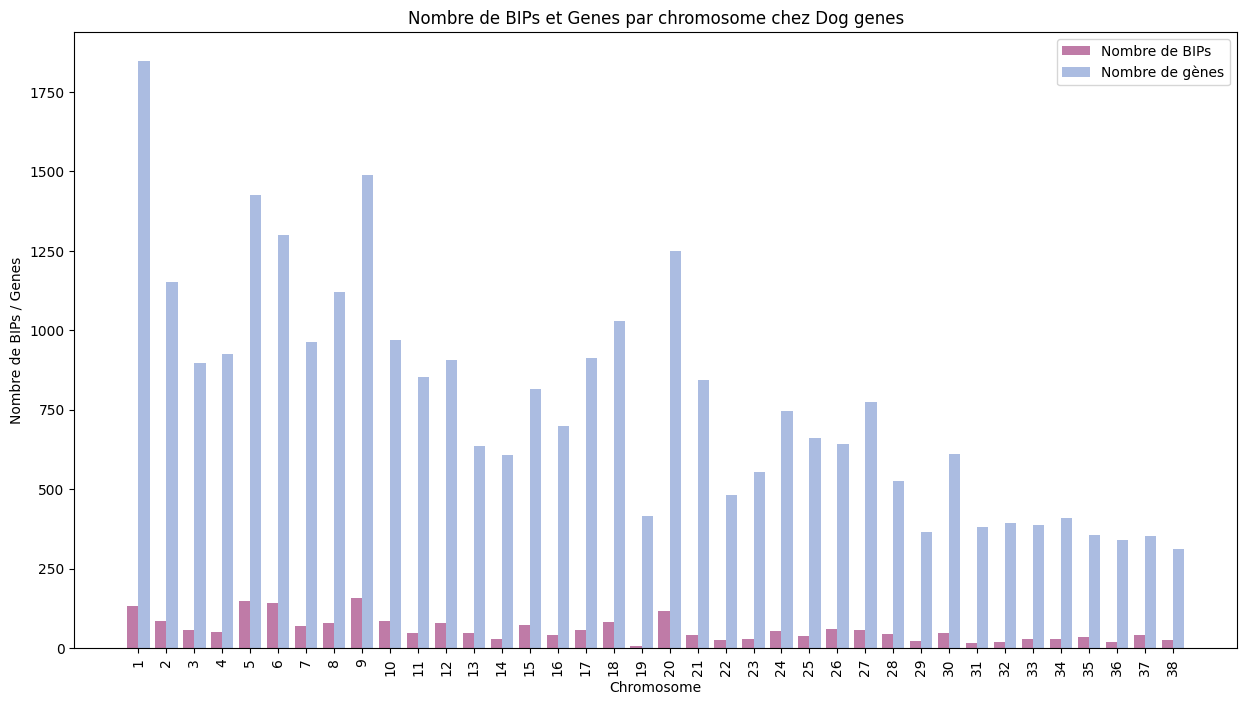 Nombre de BIPs et Genes par chromosome chez Dog genes
Nombre de BIPs
Nombre de gènes
Nombre de BIPs / Genes
1750
1500
1250
1000
750
500
250
0
1 2 3 4 5 6 7 8 9 10 11 12 13 14 15 16 17 18 19 20 21 22 23 24 25 26 27 28 29 30 31 32 33 34 35 36 37 38
Chromosome